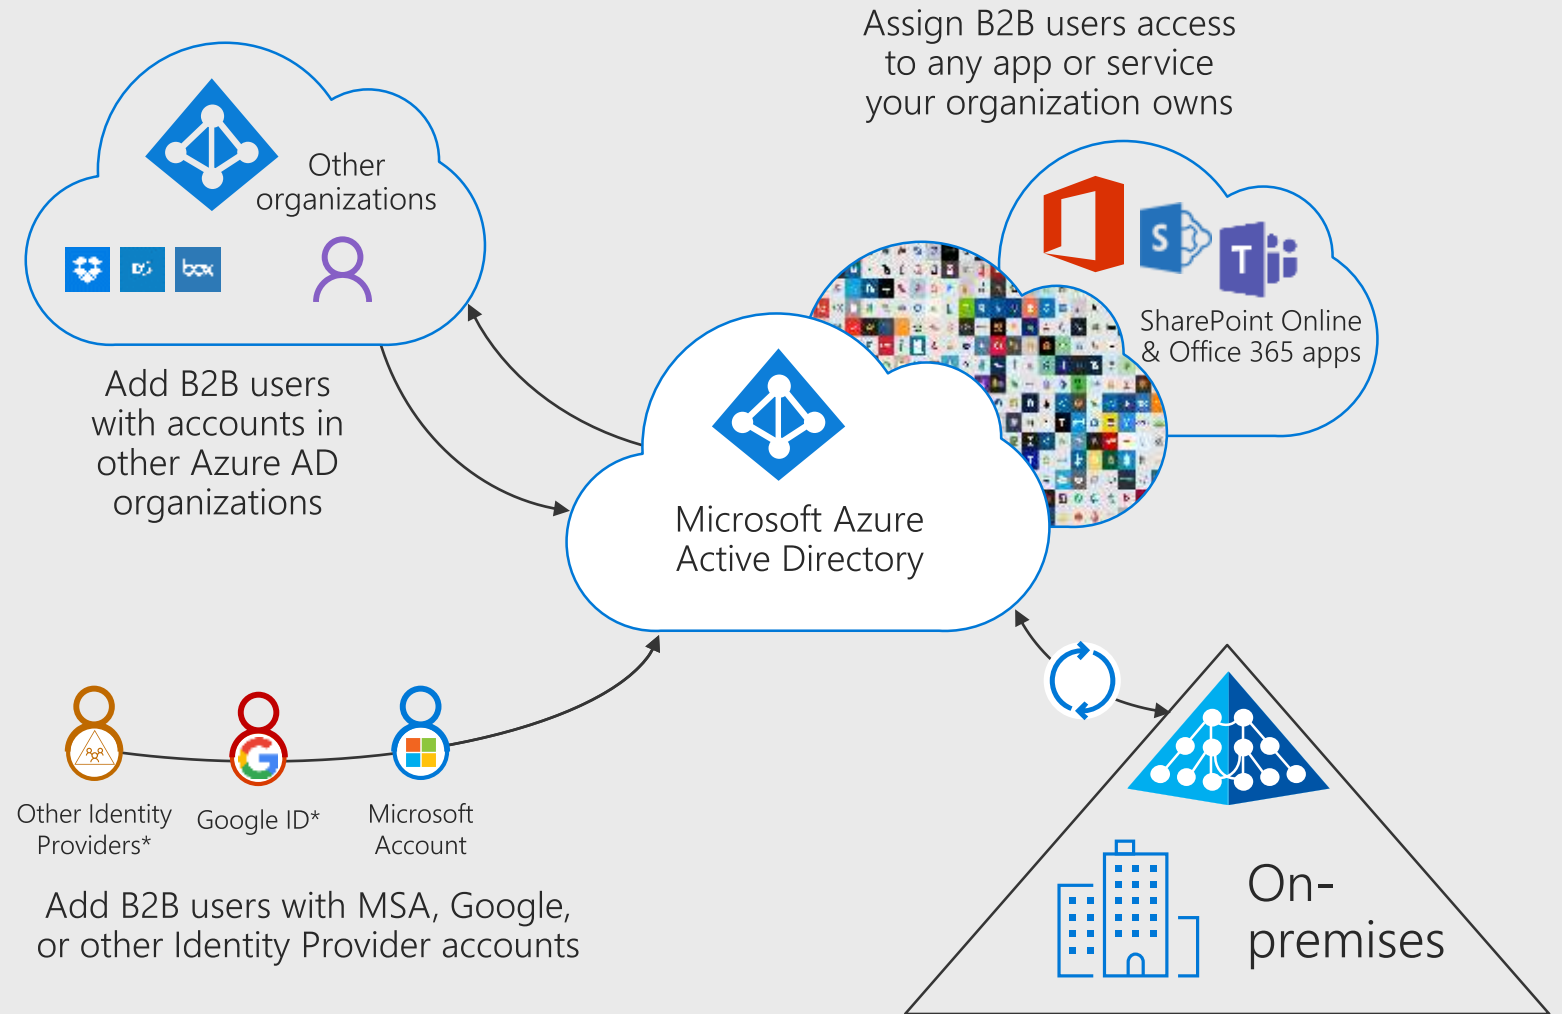 Assign B2B users access
to any app or service
your organization owns
Other
organizations
box
Add B2B users
with accounts in
other Azure AD
organizations
S
T
SharePoint Online
& Office 365 apps
Microsoft Azure
Active Directory
Other Identity
Providers*
Google ID*
Microsoft
Account
Add B2B users with MSA, Google,
or other Identity Provider accounts
On-
premises